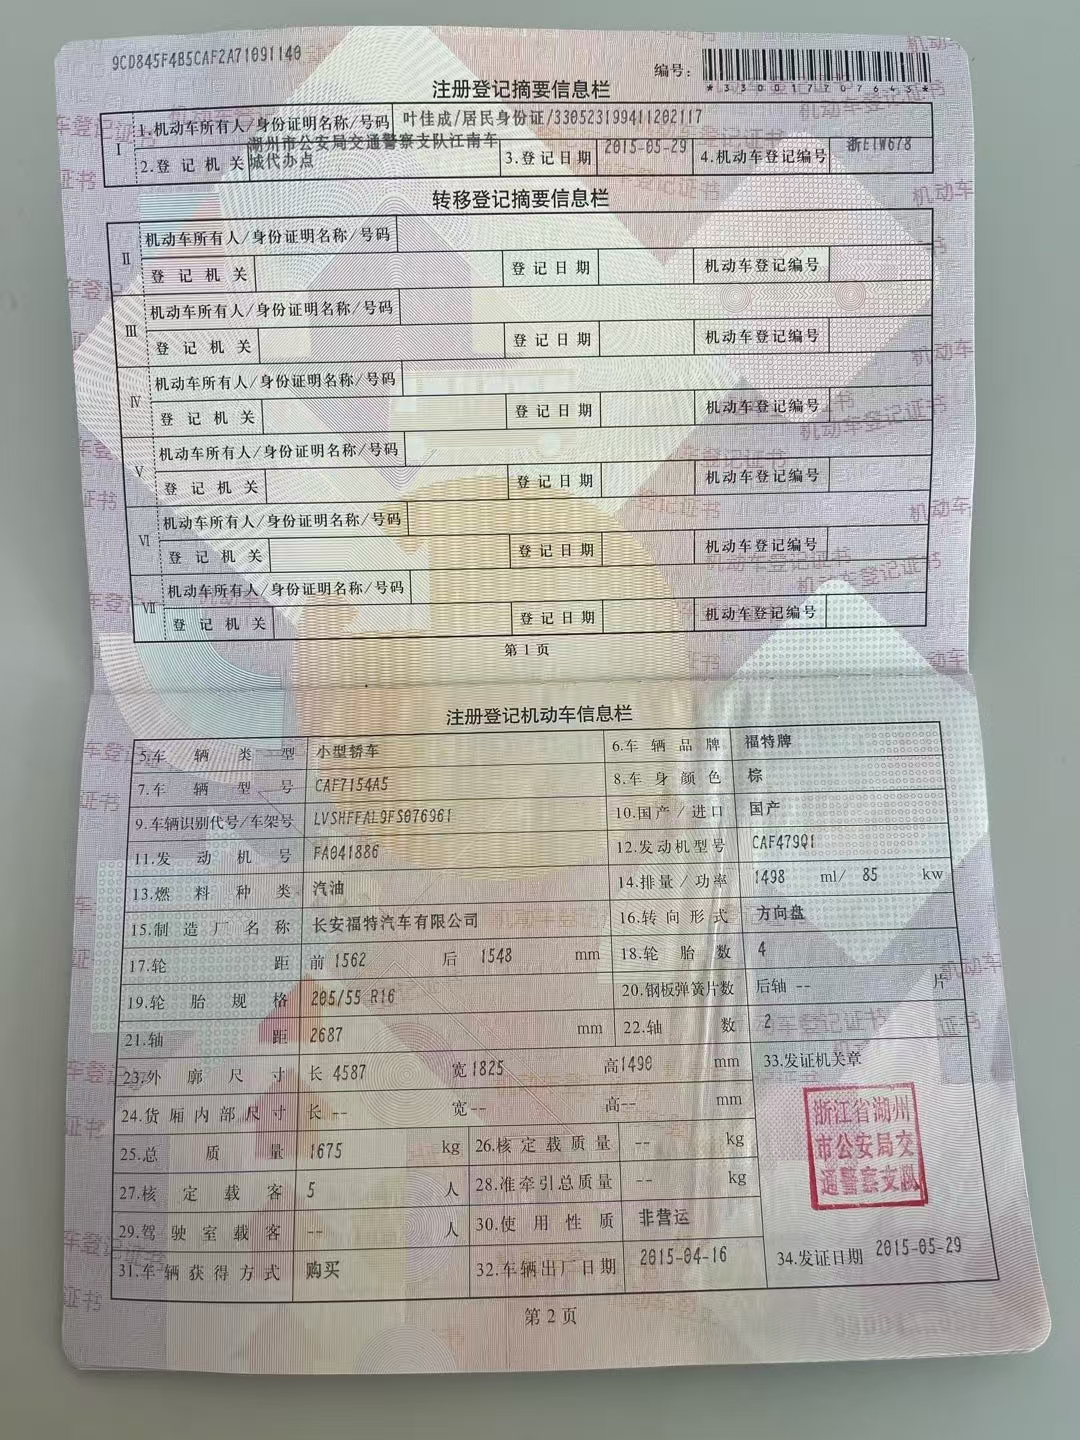 9CD845F4B5CAF2A71091140
编号:
*330017707643*
注册登记摘要信息栏
I 1.机动车所有人/身份证明名称/号码 叶佳成/居民身份证/330523199411202117
2.登记机关 湖州市公安局交通警察支队江南车城代办点 3.登记日期 2015-05-29 4.机动车登记编号 浙E1W678
转移登记摘要信息栏
II 机动车所有人/身份证明名称/号码
登记机关 登记日期 机动车登记编号
III 机动车所有人/身份证明名称/号码
登记机关 登记日期 机动车登记编号
IV 机动车所有人/身份证明名称/号码
登记机关 登记日期 机动车登记编号
V 机动车所有人/身份证明名称/号码
登记机关 登记日期 机动车登记编号
VI 机动车所有人/身份证明名称/号码
登记机关 登记日期 机动车登记编号
VII 机动车所有人/身份证明名称/号码
登记机关 登记日期 机动车登记编号
第1页
注册登记机动车信息栏
5.车辆类型 小型轿车 6.车辆品牌 福特牌
7.车辆型号 CAF7154A5 8.车身颜色 棕
9.车辆识别代号/车架号 LVSHFFAL9FS076961 10.国产/进口 国产
11.发动机号 FA041886 12.发动机型号 CAF479Q1
13.燃料种类 汽油 14.排量/功率 1498 ml/ 85 kw
15.制造厂名称 长安福特汽车有限公司 16.转向形式 方向盘
17.轮距 前 1562 后 1548 mm 18.轮胎数 4
19.轮胎规格 205/55 R16 20.钢板弹簧片数 后轴 -- 片
21.轴距 2687 mm 22.轴数 2
23.外廓尺寸 长 4587 宽1825 高1490 mm 33.发证机关章
24.货厢内部尺寸 长 -- 宽-- 高-- mm
浙江省湖州
市公安局交
通警察支队
25.总质量 1675 kg 26.核定载质量 -- kg
27.核定载客 5 人 28.准牵引总质量 -- kg
29.驾驶室载客 -- 人 30.使用性质 非营运
31.车辆获得方式 购买 32.车辆出厂日期 2015-04-16 34.发证日期 2015-05-29
第2页